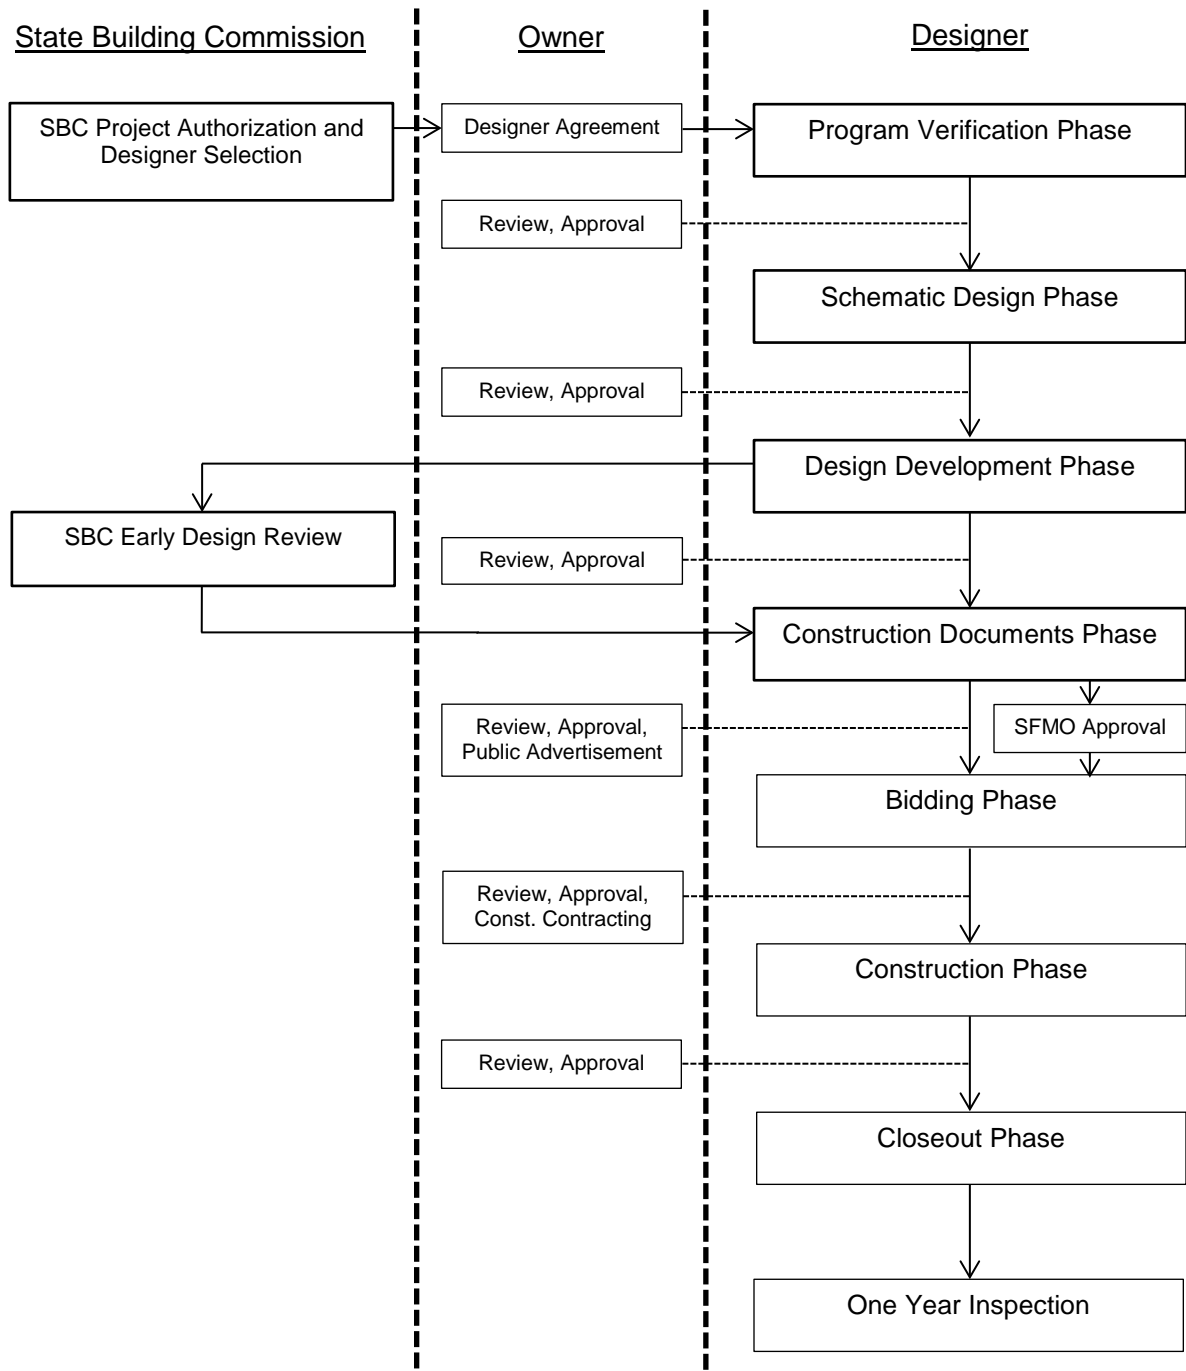 State Building Commission
Owner
Designer
SBC Project Authorization and
Designer Selection
Designer Agreement
Program Verification Phase
Review, Approval
Schematic Design Phase
Review, Approval
Design Development Phase
SBC Early Design Review
Review, Approval
Construction Documents Phase
Review, Approval,
Public Advertisement
SFMO Approval
Bidding Phase
Review, Approval,
Const. Contracting
Construction Phase
Review, Approval
Closeout Phase
One Year Inspection